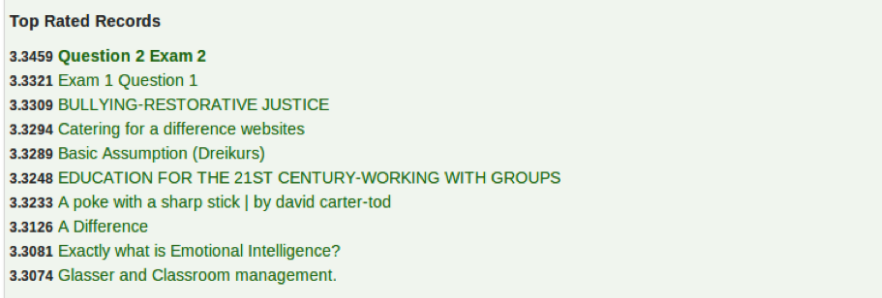 Top Rated Records
3.3459 Question 2 Exam 2
3.3321 Exam 1 Question 1
3.3309 BULLYING-RESTORATIVE JUSTICE
3.3294 Catering for a difference websites
3.3289 Basic Assumption (Dreikurs)
3.3248 EDUCATION FOR THE 21ST CENTURY-WORKING WITH GROUPS
3.3233 A poke with a sharp stick | by david carter-tod
3.3126 A Difference
3.3081 Exactly what is Emotional Intelligence?
3.3074 Glasser and Classroom management.